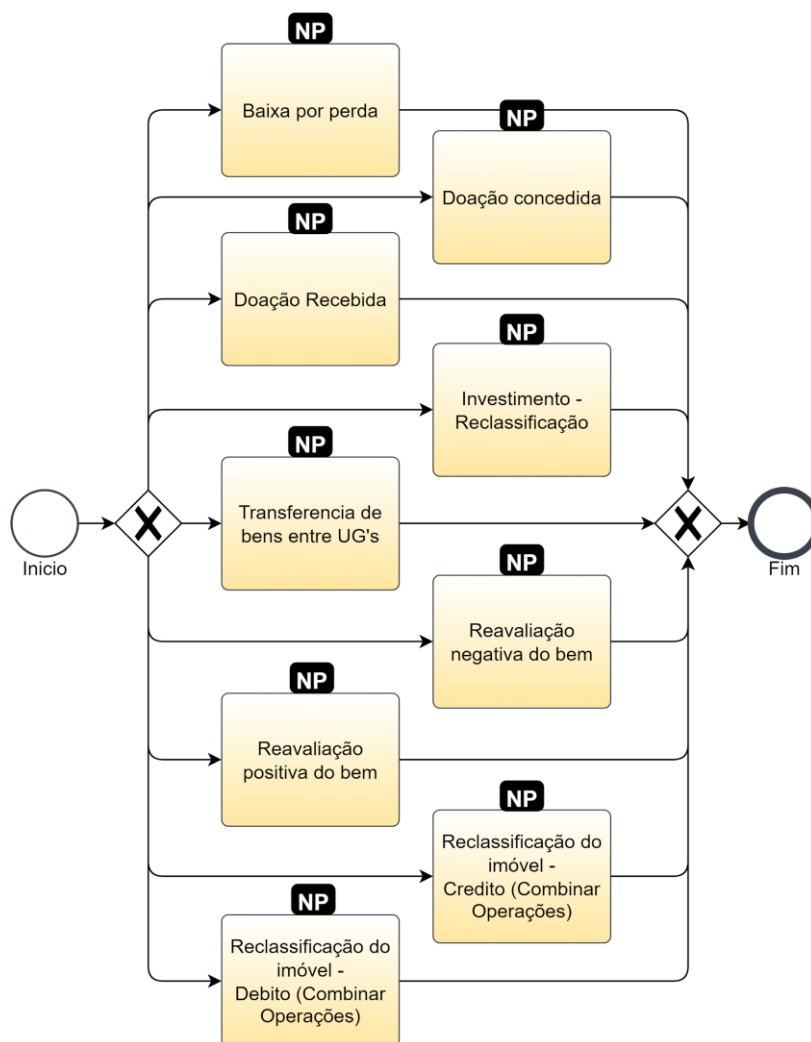 NP
Baixa por perda
NP
Doação concedida
NP
Doação Recebida
NP
Investimento -
Reclassificação
NP
Transferencia de
bens entre UG's
Inicio
Fim
NP
Reavaliação
negativa do bem
NP
Reavaliação
positiva do bem
NP
Reclassificação do
imóvel -
Credito (Combinar
Operações)
NP
Reclassificação do
imóvel -
Debito (Combinar
Operações)